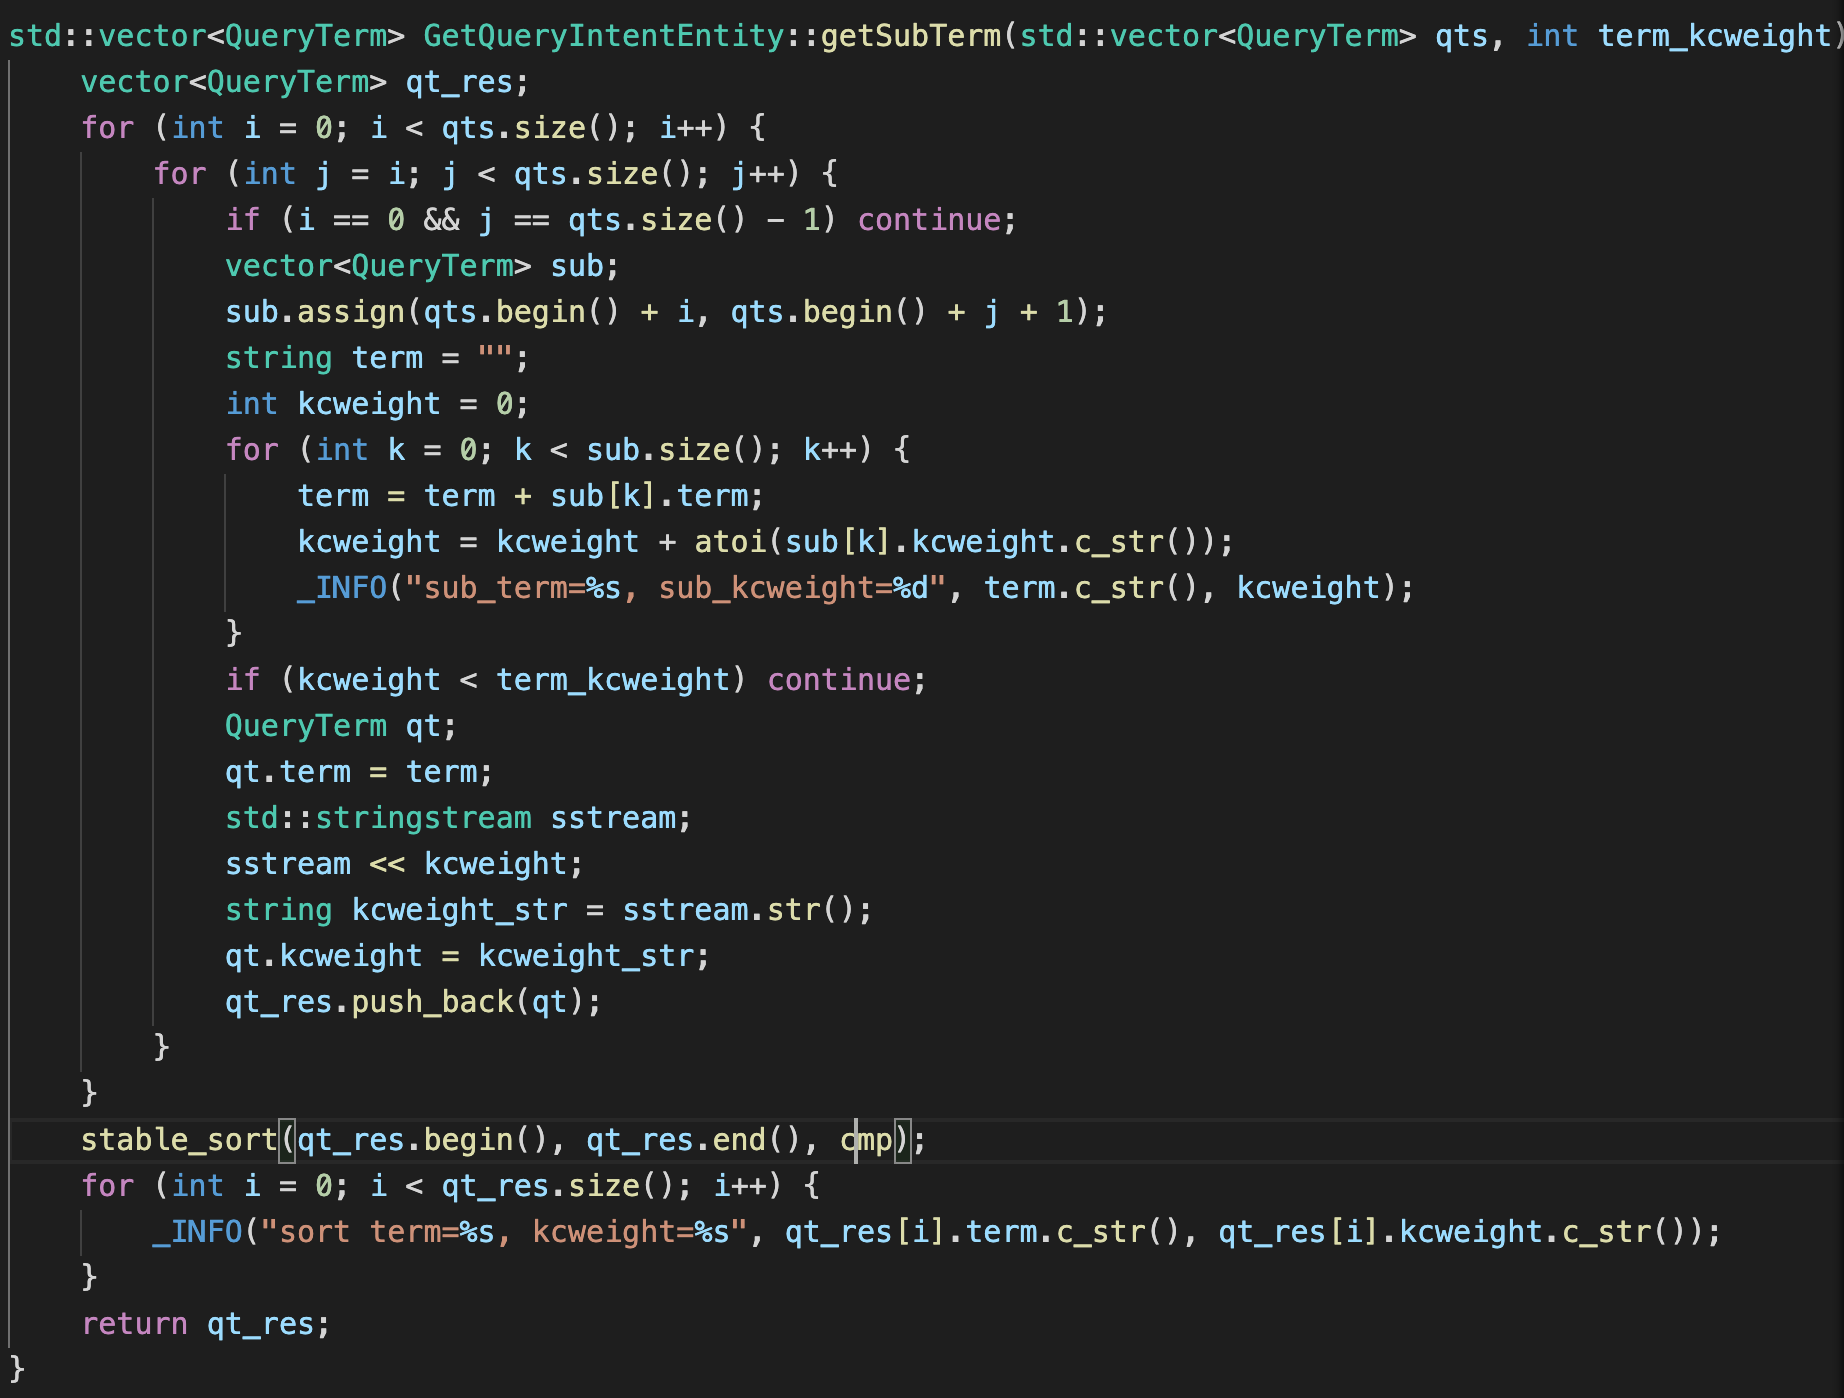 std::vector<QueryTerm> GetQueryIntentEntity::getSubTerm(std::vector<QueryTerm> qts, int term_kcweight)
    vector<QueryTerm> qt_res;
    for (int i = 0; i < qts.size(); i++) {
        for (int j = i; j < qts.size(); j++) {
            if (i == 0 && j == qts.size() - 1) continue;
            vector<QueryTerm> sub;
            sub.assign(qts.begin() + i, qts.begin() + j + 1);
            string term = "";
            int kcweight = 0;
            for (int k = 0; k < sub.size(); k++) {
                term = term + sub[k].term;
                kcweight = kcweight + atoi(sub[k].kcweight.c_str());
                _INFO("sub_term=%s, sub_kcweight=%d", term.c_str(), kcweight);
            }
            if (kcweight < term_kcweight) continue;
            QueryTerm qt;
            qt.term = term;
            std::stringstream sstream;
            sstream << kcweight;
            string kcweight_str = sstream.str();
            qt.kcweight = kcweight_str;
            qt_res.push_back(qt);
        }
    }
    stable_sort(qt_res.begin(), qt_res.end(), cmp);
    for (int i = 0; i < qt_res.size(); i++) {
        _INFO("sort term=%s, kcweight=%s", qt_res[i].term.c_str(), qt_res[i].kcweight.c_str());
    }
    return qt_res;
}